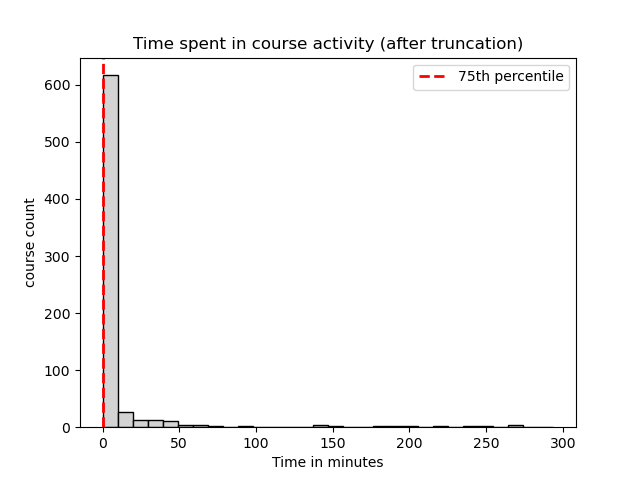 Time spent in course activity (after truncation)
75th percentile
600
500
400
300
200
100
0
course count
0 50 100 150 200 250 300
Time in minutes